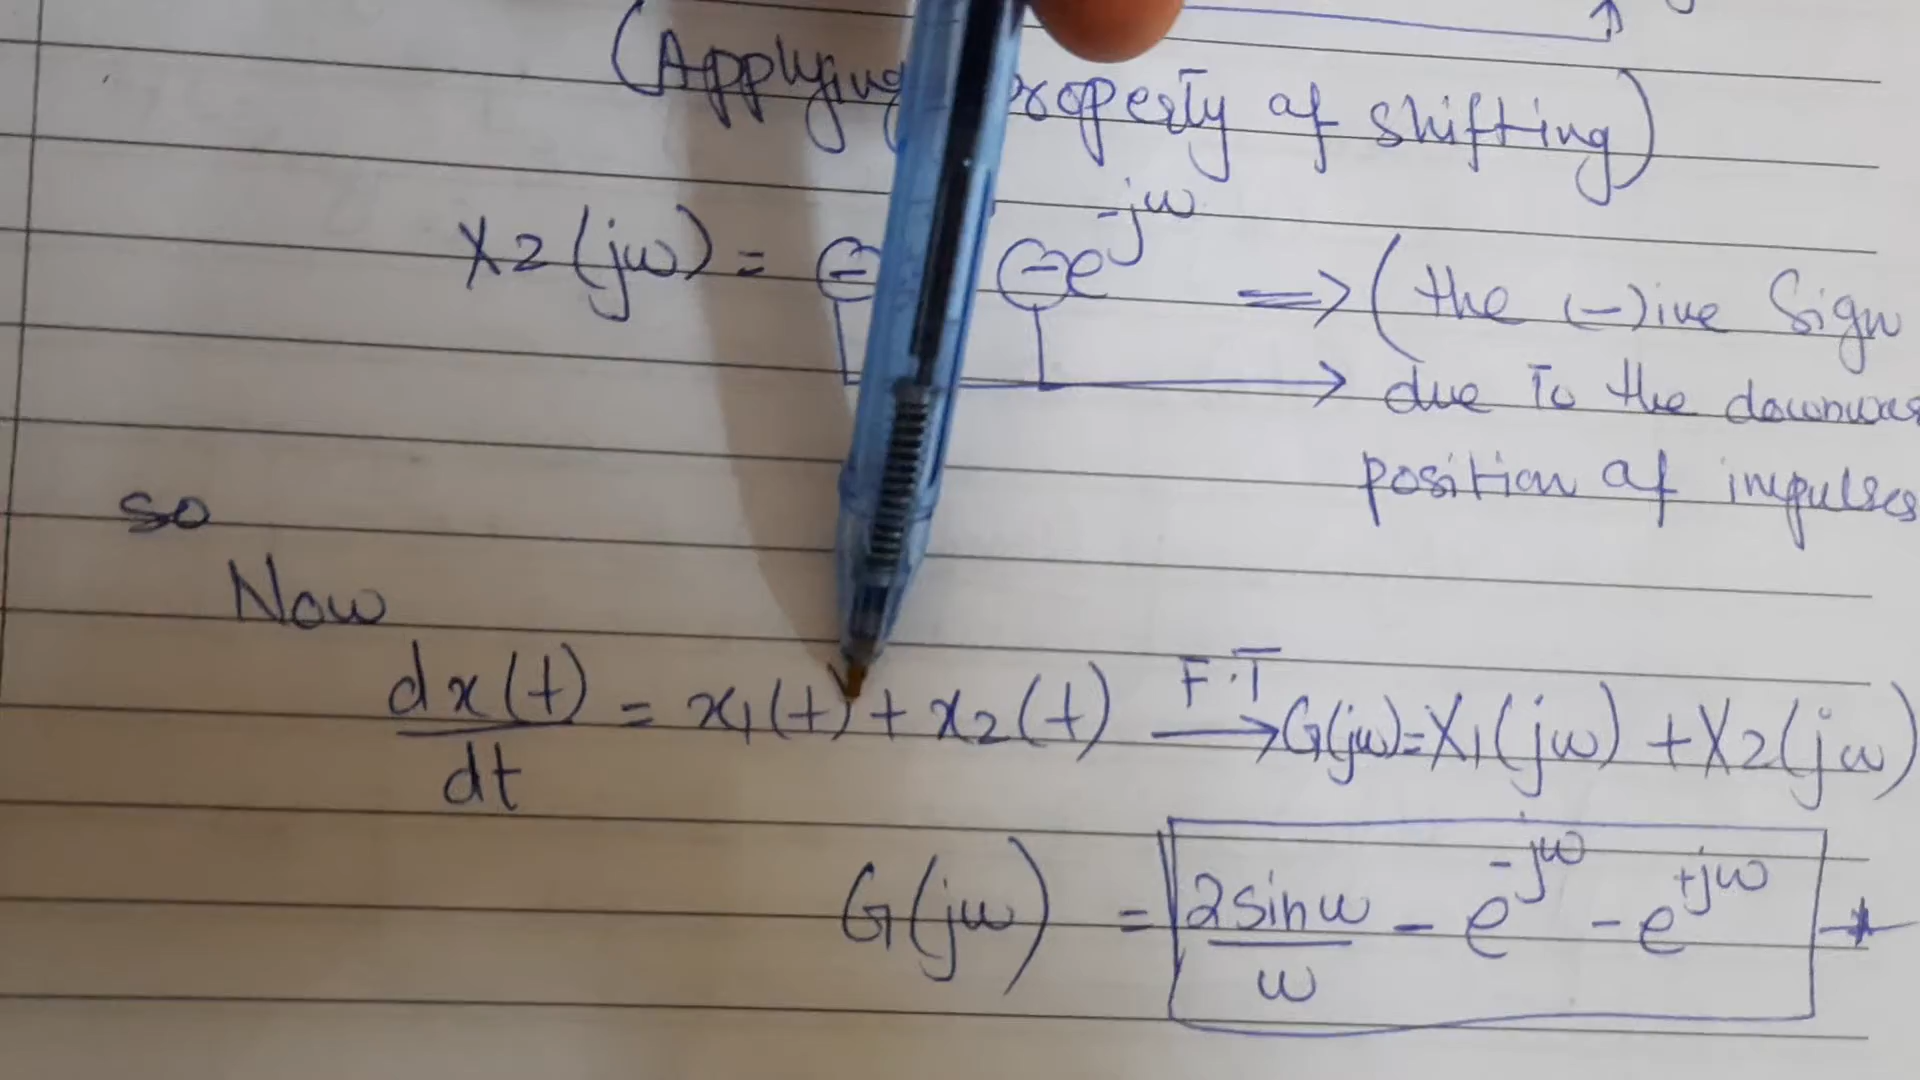 (Applying property of shifting)
X2(jω) = - -e^-jω ⇒ (the (-)ive Sign
due To the downwar
position of impulses
so
Now
dx(t)/dt = x1(t) + x2(t) F.T → G(jω)=X1(jω) + X2(jω)
G(jω) = 2sinω/ω - e^-jω - e^+jω